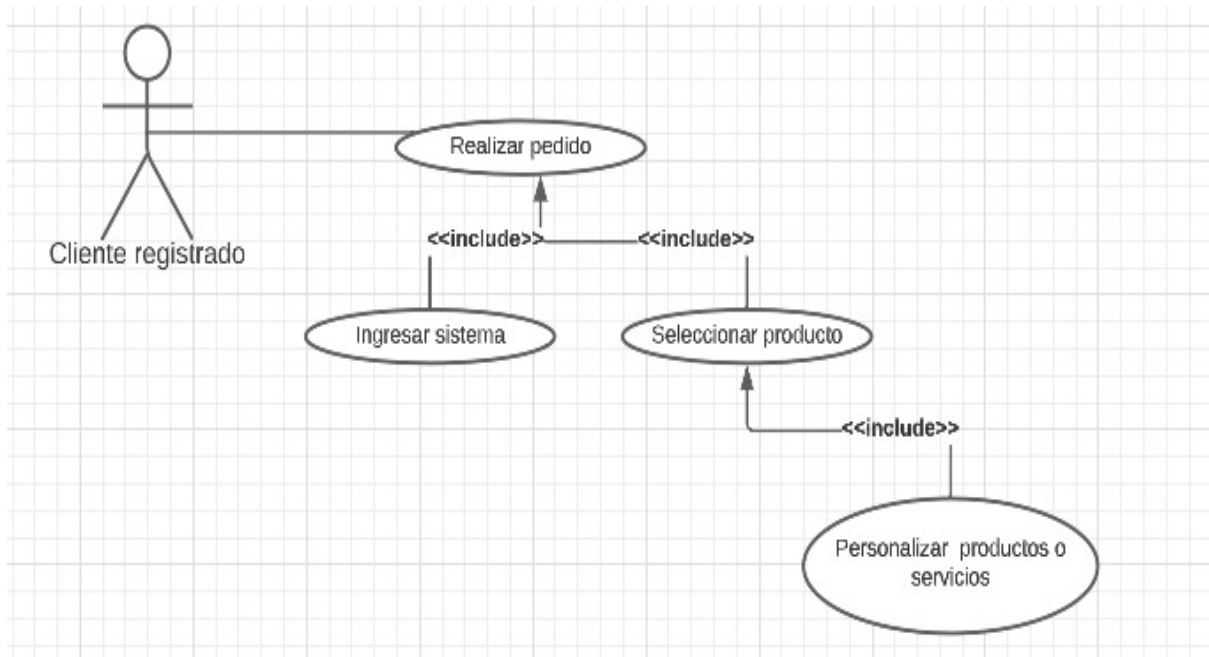 Realizar pedido
<<include>>
<<include>>
Cliente registrado
Ingresar sistema
Seleccionar producto
<<include>>
Personalizar productos o
servicios